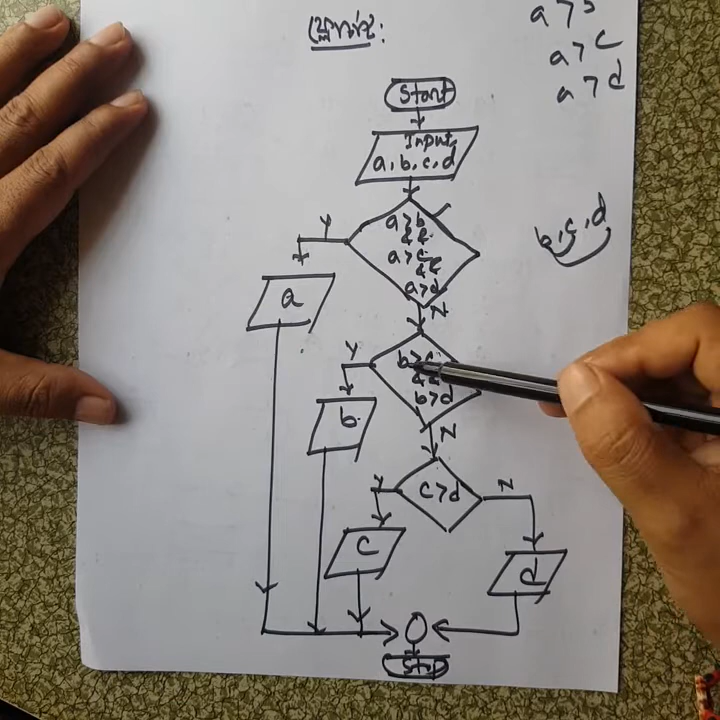 a > b
a > c
a > d
Start
Input
a, b, c, d
a > b
&&
a > c
&&
a > d
Y
N
a
b, c, d
b > c
&&
b > d
Y
N
b
c > d
Y
N
c
d
Stop